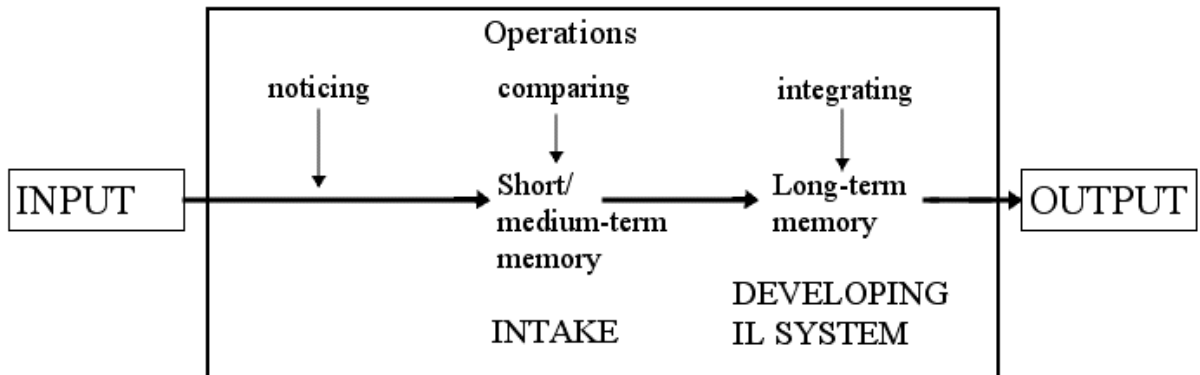 Operations
noticing
comparing
integrating
INPUT
Short/
medium-term
memory
Long-term
memory
OUTPUT
INTAKE
DEVELOPING
IL SYSTEM